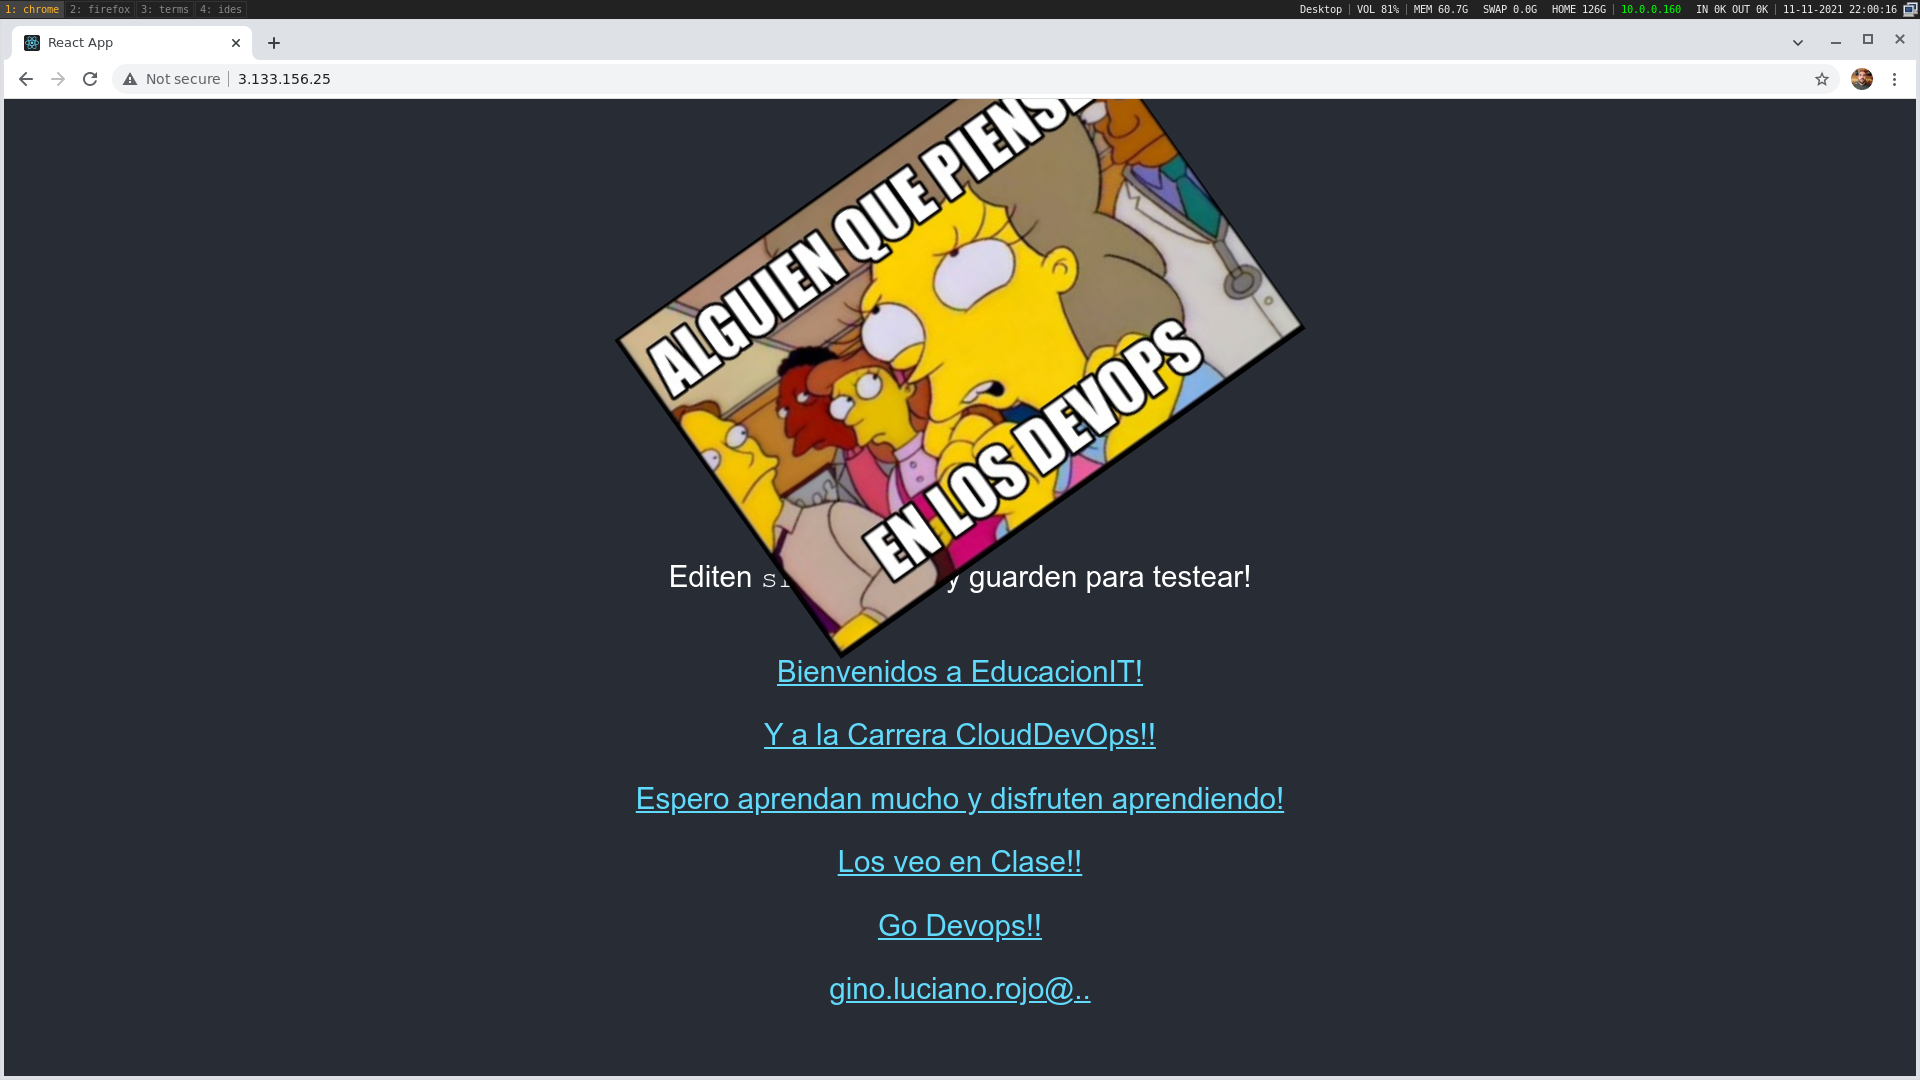 1: chrome 2: firefox 3: terms 4: ides
Desktop VOL 81% MEM 60.7G SWAP 0.0G HOME 126G 10.0.0.160 IN 0K OUT 0K 11-11-2021 22:00:16
React App
Not secure 3.133.156.25
ALGUIEN QUE PIENSE
EN LOS DEVOPS
Editen y guarden para testear!
Bienvenidos a EducacionIT!
Y a la Carrera CloudDevOps!!
Espero aprendan mucho y disfruten aprendiendo!
Los veo en Clase!!
Go Devops!!
gino.luciano.rojo@..